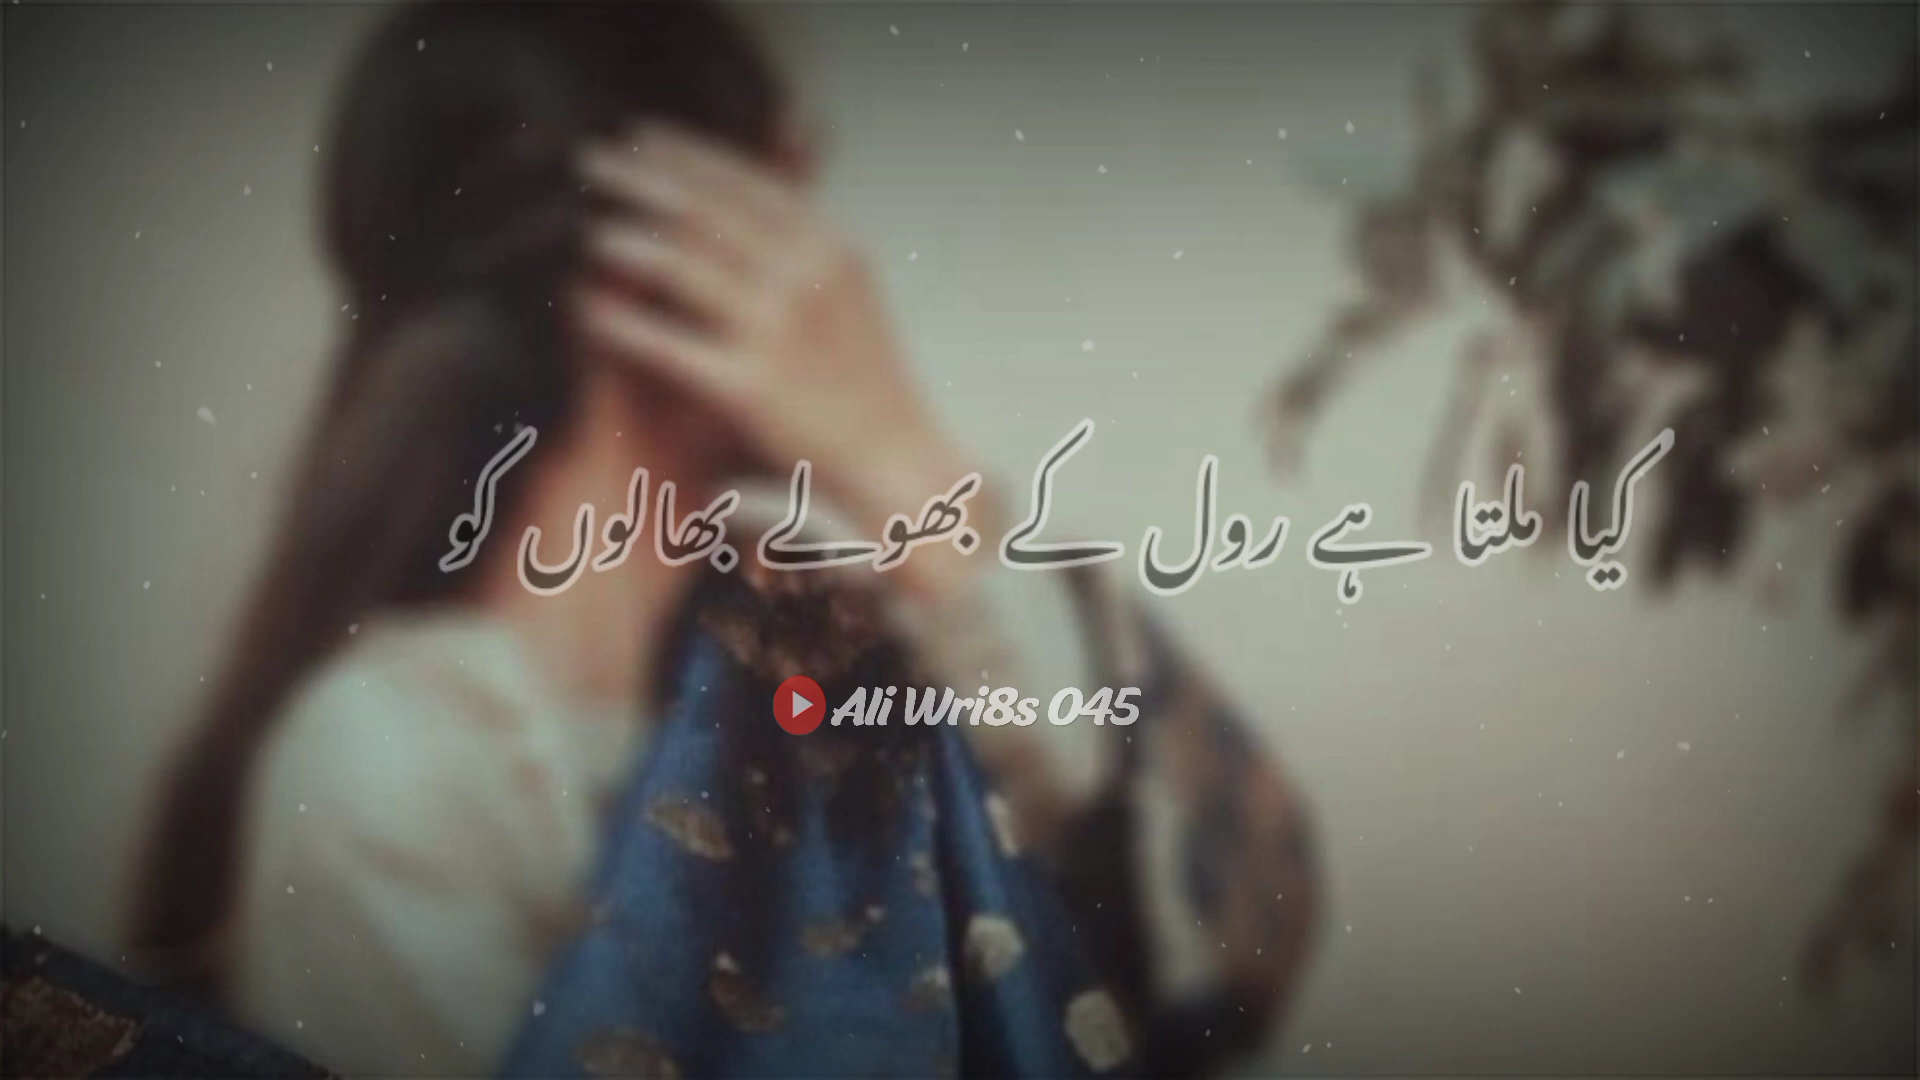 کیا ملتا ہے رول کے بھولے بھالوں کو
Ali Wri8s 045